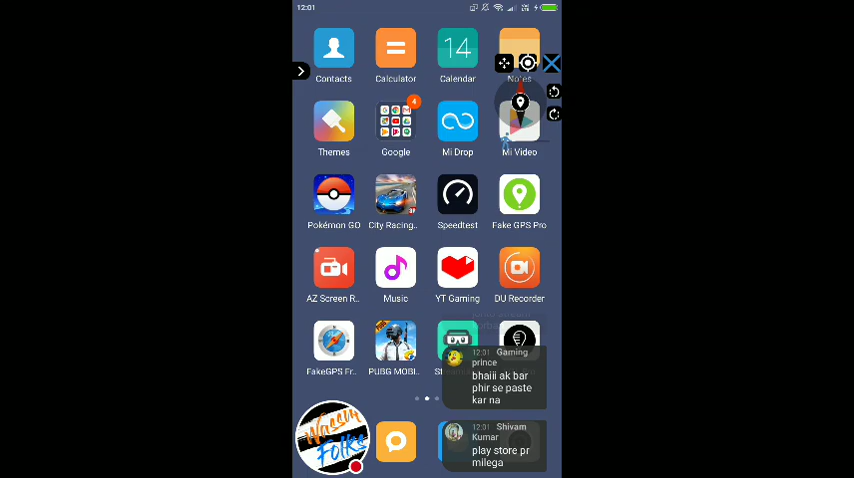 12:01
14
Contacts
Calculator
Calendar
Notes
4
Themes
Google
Mi Drop
Mi Video
Pokémon GO
City Racing..
Speedtest
Fake GPS Pro
AZ Screen R..
Music
YT Gaming
DU Recorder
FakeGPS Fr..
PUBG MOBI..
12:01 Gaming
prince
bhaiii ak bar
phir se paste
kar na
Wassup
Folks
12:01 Shivam
Kumar
play store pr
milega